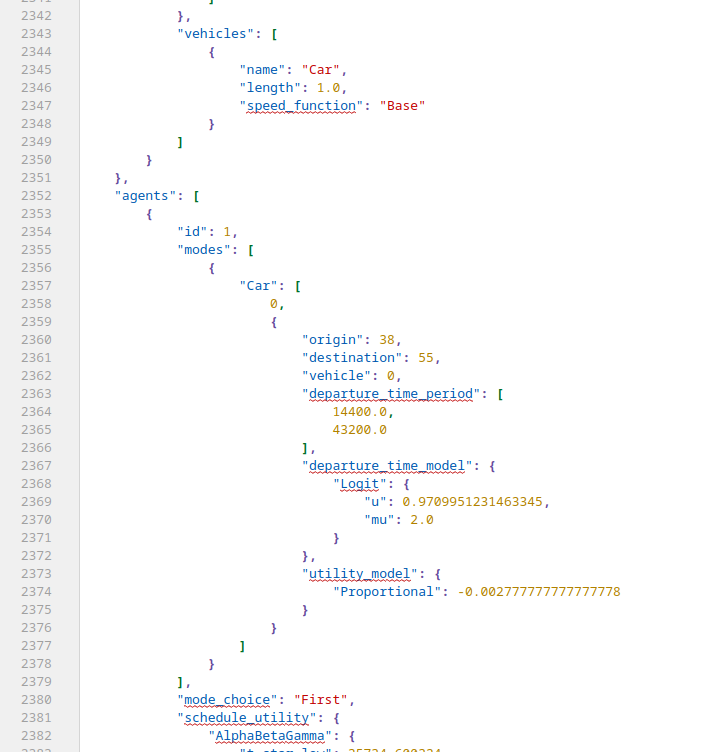 2342 },
2343 "vehicles": [
2344 {
2345 "name": "Car",
2346 "length": 1.0,
2347 "speed_function": "Base"
2348 }
2349 ]
2350 }
2351 },
2352 "agents": [
2353 {
2354 "id": 1,
2355 "modes": [
2356 {
2357 "Car": [
2358 0,
2359 {
2360 "origin": 38,
2361 "destination": 55,
2362 "vehicle": 0,
2363 "departure_time_period": [
2364 14400.0,
2365 43200.0
2366 ],
2367 "departure_time_model": {
2368 "Logit": {
2369 "u": 0.9709951231463345,
2370 "mu": 2.0
2371 }
2372 },
2373 "utility_model": {
2374 "Proportional": -0.002777777777777778
2375 }
2376 }
2377 ]
2378 }
2379 ],
2380 "mode_choice": "First",
2381 "schedule_utility": {
2382 "AlphaBetaGamma": {